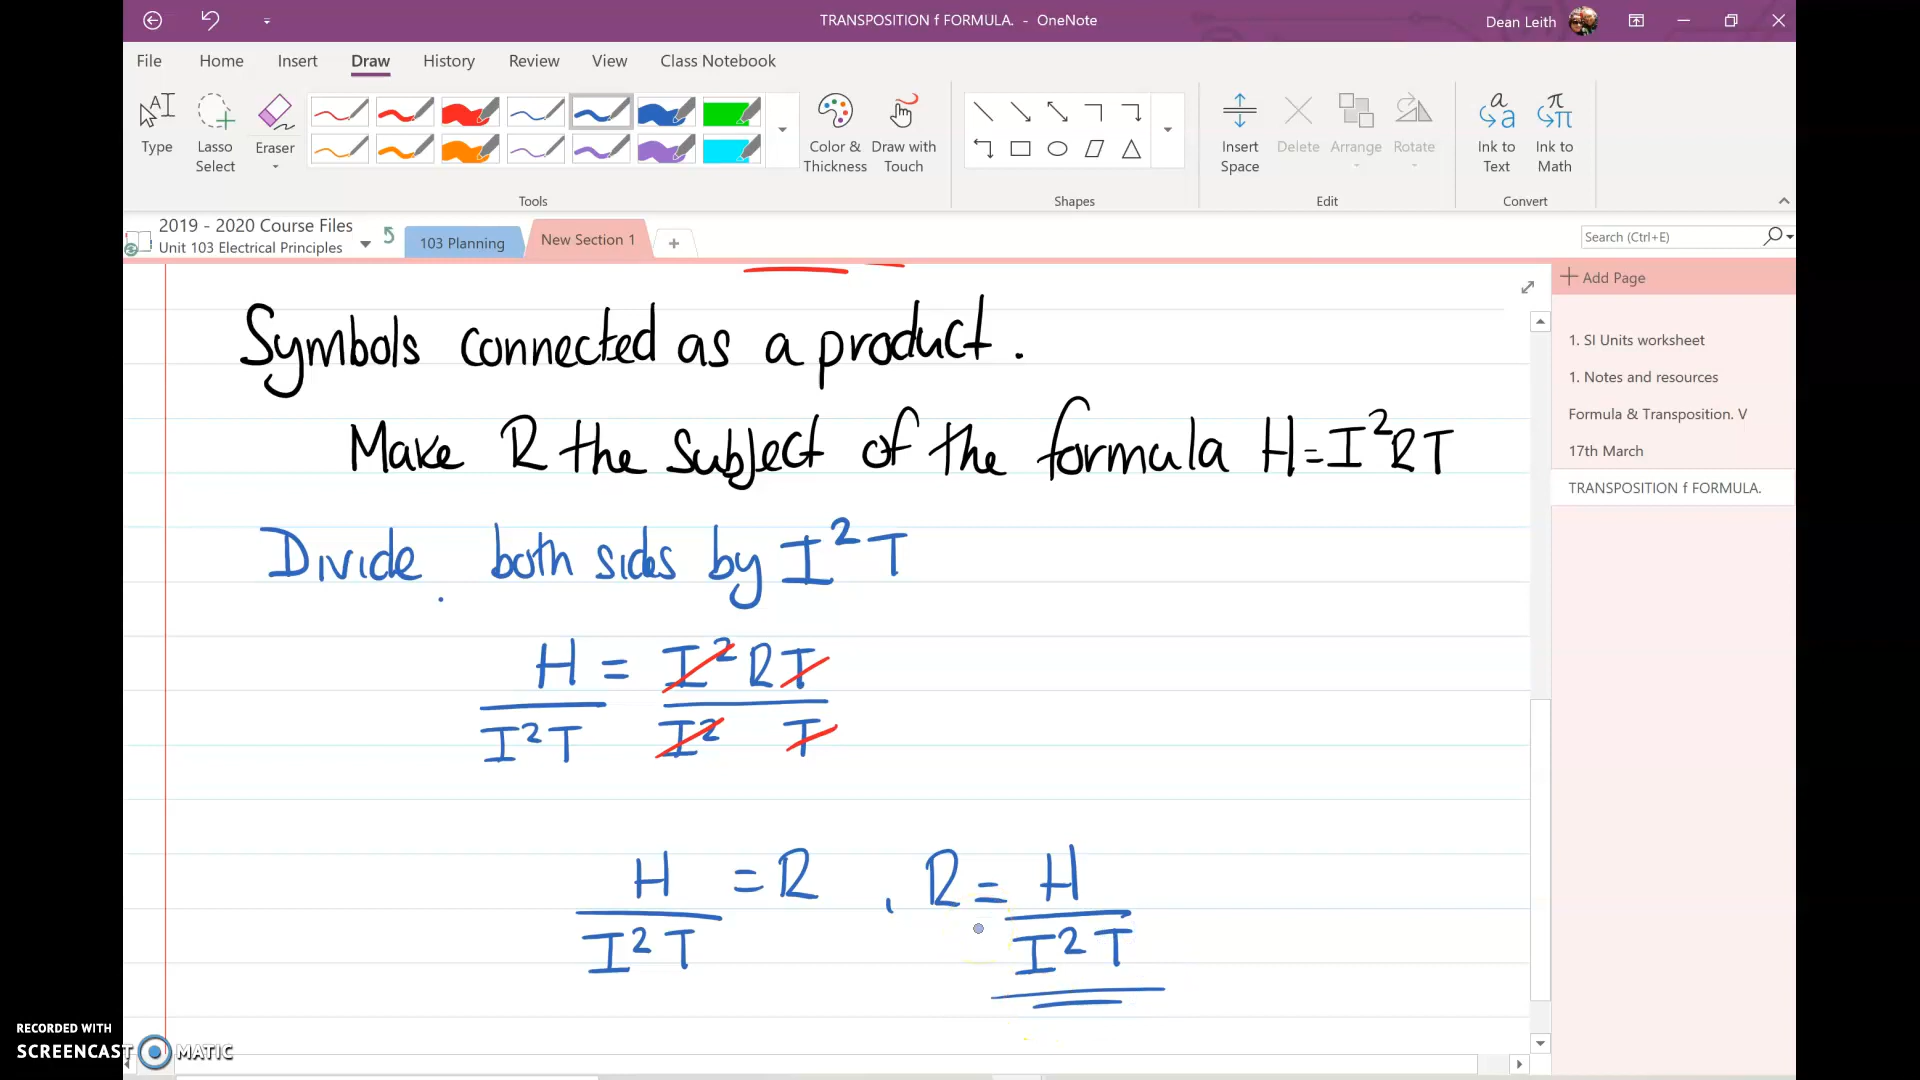 TRANSPOSITION f FORMULA. - OneNote
Dean Leith
File Home Insert Draw History Review View Class Notebook
Type
Lasso Select
Eraser
Color & Thickness
Draw with Touch
Insert Space
Delete
Arrange
Rotate
Ink to Text
Ink to Math
Tools Shapes Edit Convert
2019 - 2020 Course Files
Unit 103 Electrical Principles
103 Planning
New Section 1
Search (Ctrl+E)
Add Page
1. SI Units worksheet
1. Notes and resources
Formula & Transposition. V
17th March
TRANSPOSITION f FORMULA.
Symbols connected as a product.
Make R the subject of the formula H=I²RT
Divide both sides by I²T
H = I²RT
I²T I² T
H = R , R = H
I²T I²T
RECORDED WITH
SCREENCAST MATIC